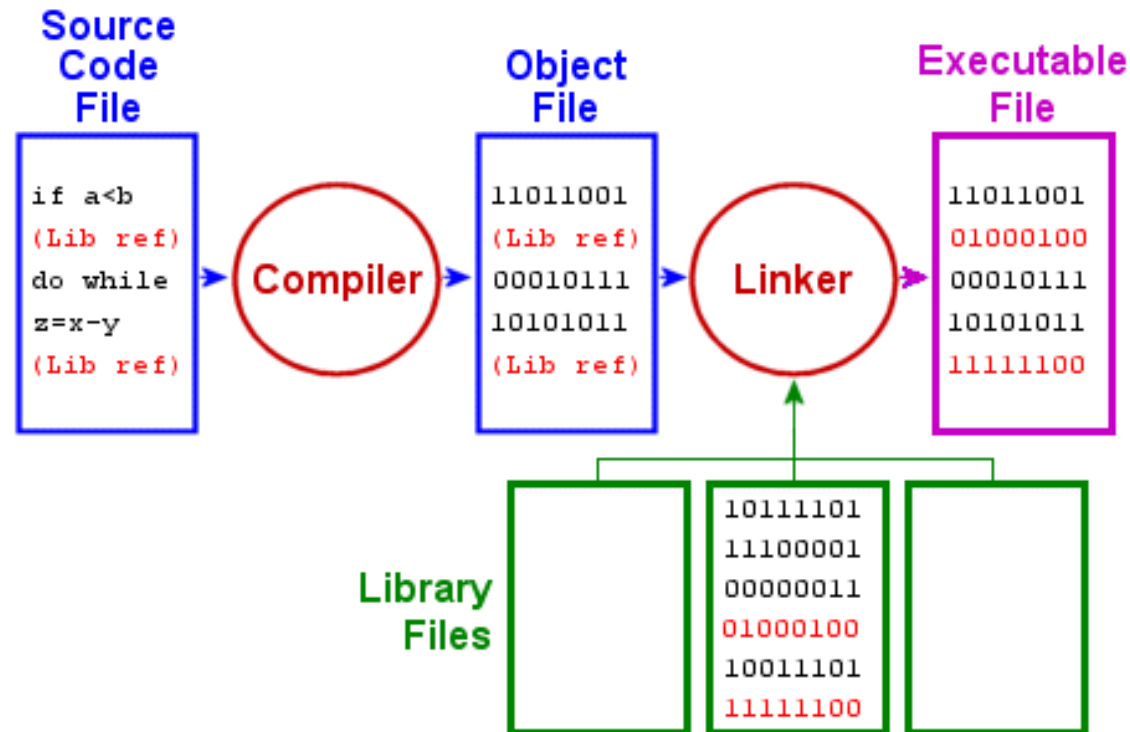 Source
Code
File
if a<b
(Lib ref)
do while
z=x-y
(Lib ref)
Compiler
Object
File
11011001
(Lib ref)
00010111
10101011
(Lib ref)
Linker
Executable
File
11011001
01000100
00010111
10101011
11111100
Library
Files
10111101
11100001
00000011
01000100
10011101
11111100